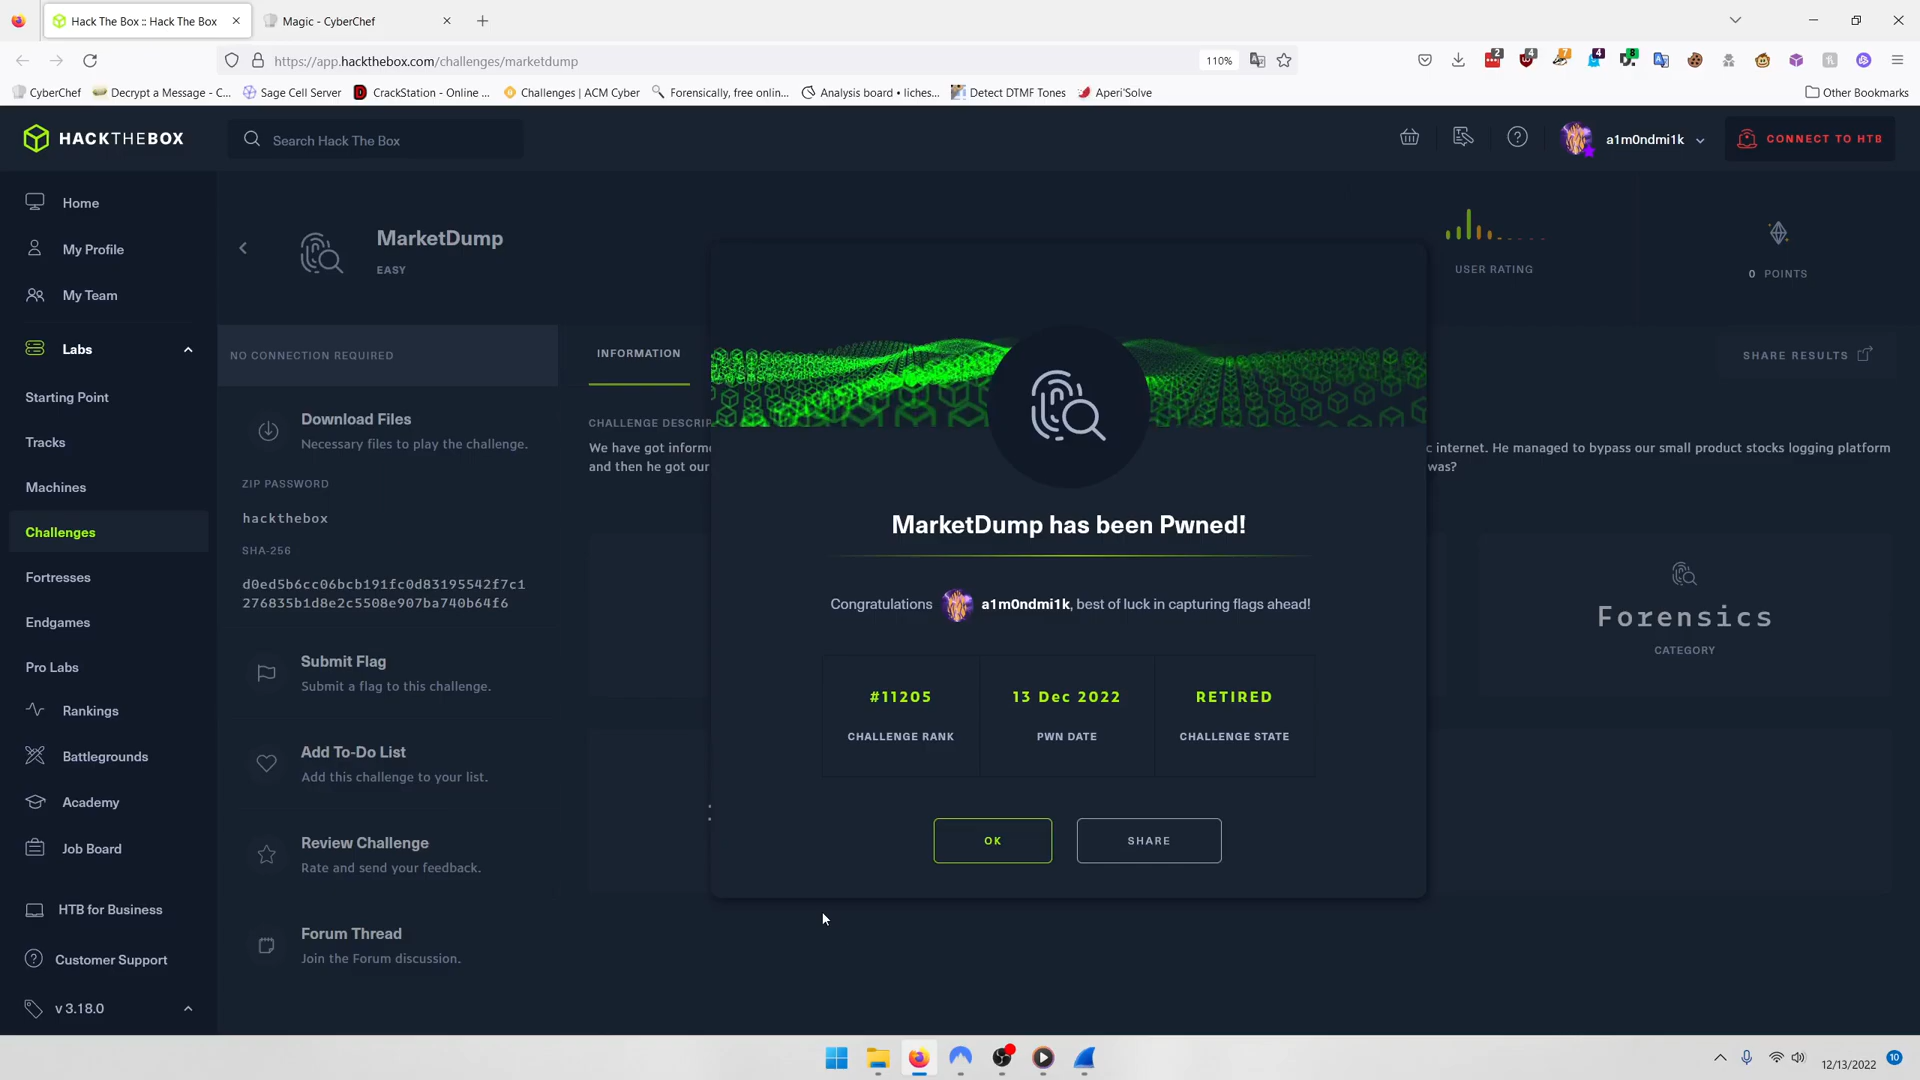 Hack The Box :: Hack The Box
Magic - CyberChef
https://app.hackthebox.com/challenges/marketdump
110%
2
4
7
4
8
CyberChef
Decrypt a Message - C...
Sage Cell Server
CrackStation - Online ...
Challenges | ACM Cyber
Forensically, free onlin...
Analysis board • liches...
Detect DTMF Tones
Aperi'Solve
Other Bookmarks
HACKTHEBOX
Search Hack The Box
a1m0ndmi1k
CONNECT TO HTB
Home
My Profile
My Team
Labs
Starting Point
Tracks
Machines
Challenges
Fortresses
Endgames
Pro Labs
Rankings
Battlegrounds
Academy
Job Board
HTB for Business
Customer Support
v 3.18.0
MarketDump
EASY
USER RATING
0 POINTS
NO CONNECTION REQUIRED
INFORMATION
SHARE RESULTS
Download Files
Necessary files to play the challenge.
ZIP PASSWORD
hackthebox
SHA-256
d0ed5b6cc06bcb191fc0d83195542f7c1
276835b1d8e2c5508e907ba740b64f6
Submit Flag
Submit a flag to this challenge.
Add To-Do List
Add this challenge to your list.
Review Challenge
Rate and send your feedback.
Forum Thread
Join the Forum discussion.
CHALLENGE DESCRIP
We have got inform
c internet. He managed to bypass our small product stocks logging platform
and then he got our
was?
Forensics
CATEGORY
MarketDump has been Pwned!
Congratulations a1m0ndmi1k, best of luck in capturing flags ahead!
#11205
CHALLENGE RANK
13 Dec 2022
PWN DATE
RETIRED
CHALLENGE STATE
OK
SHARE
12/13/2022
10